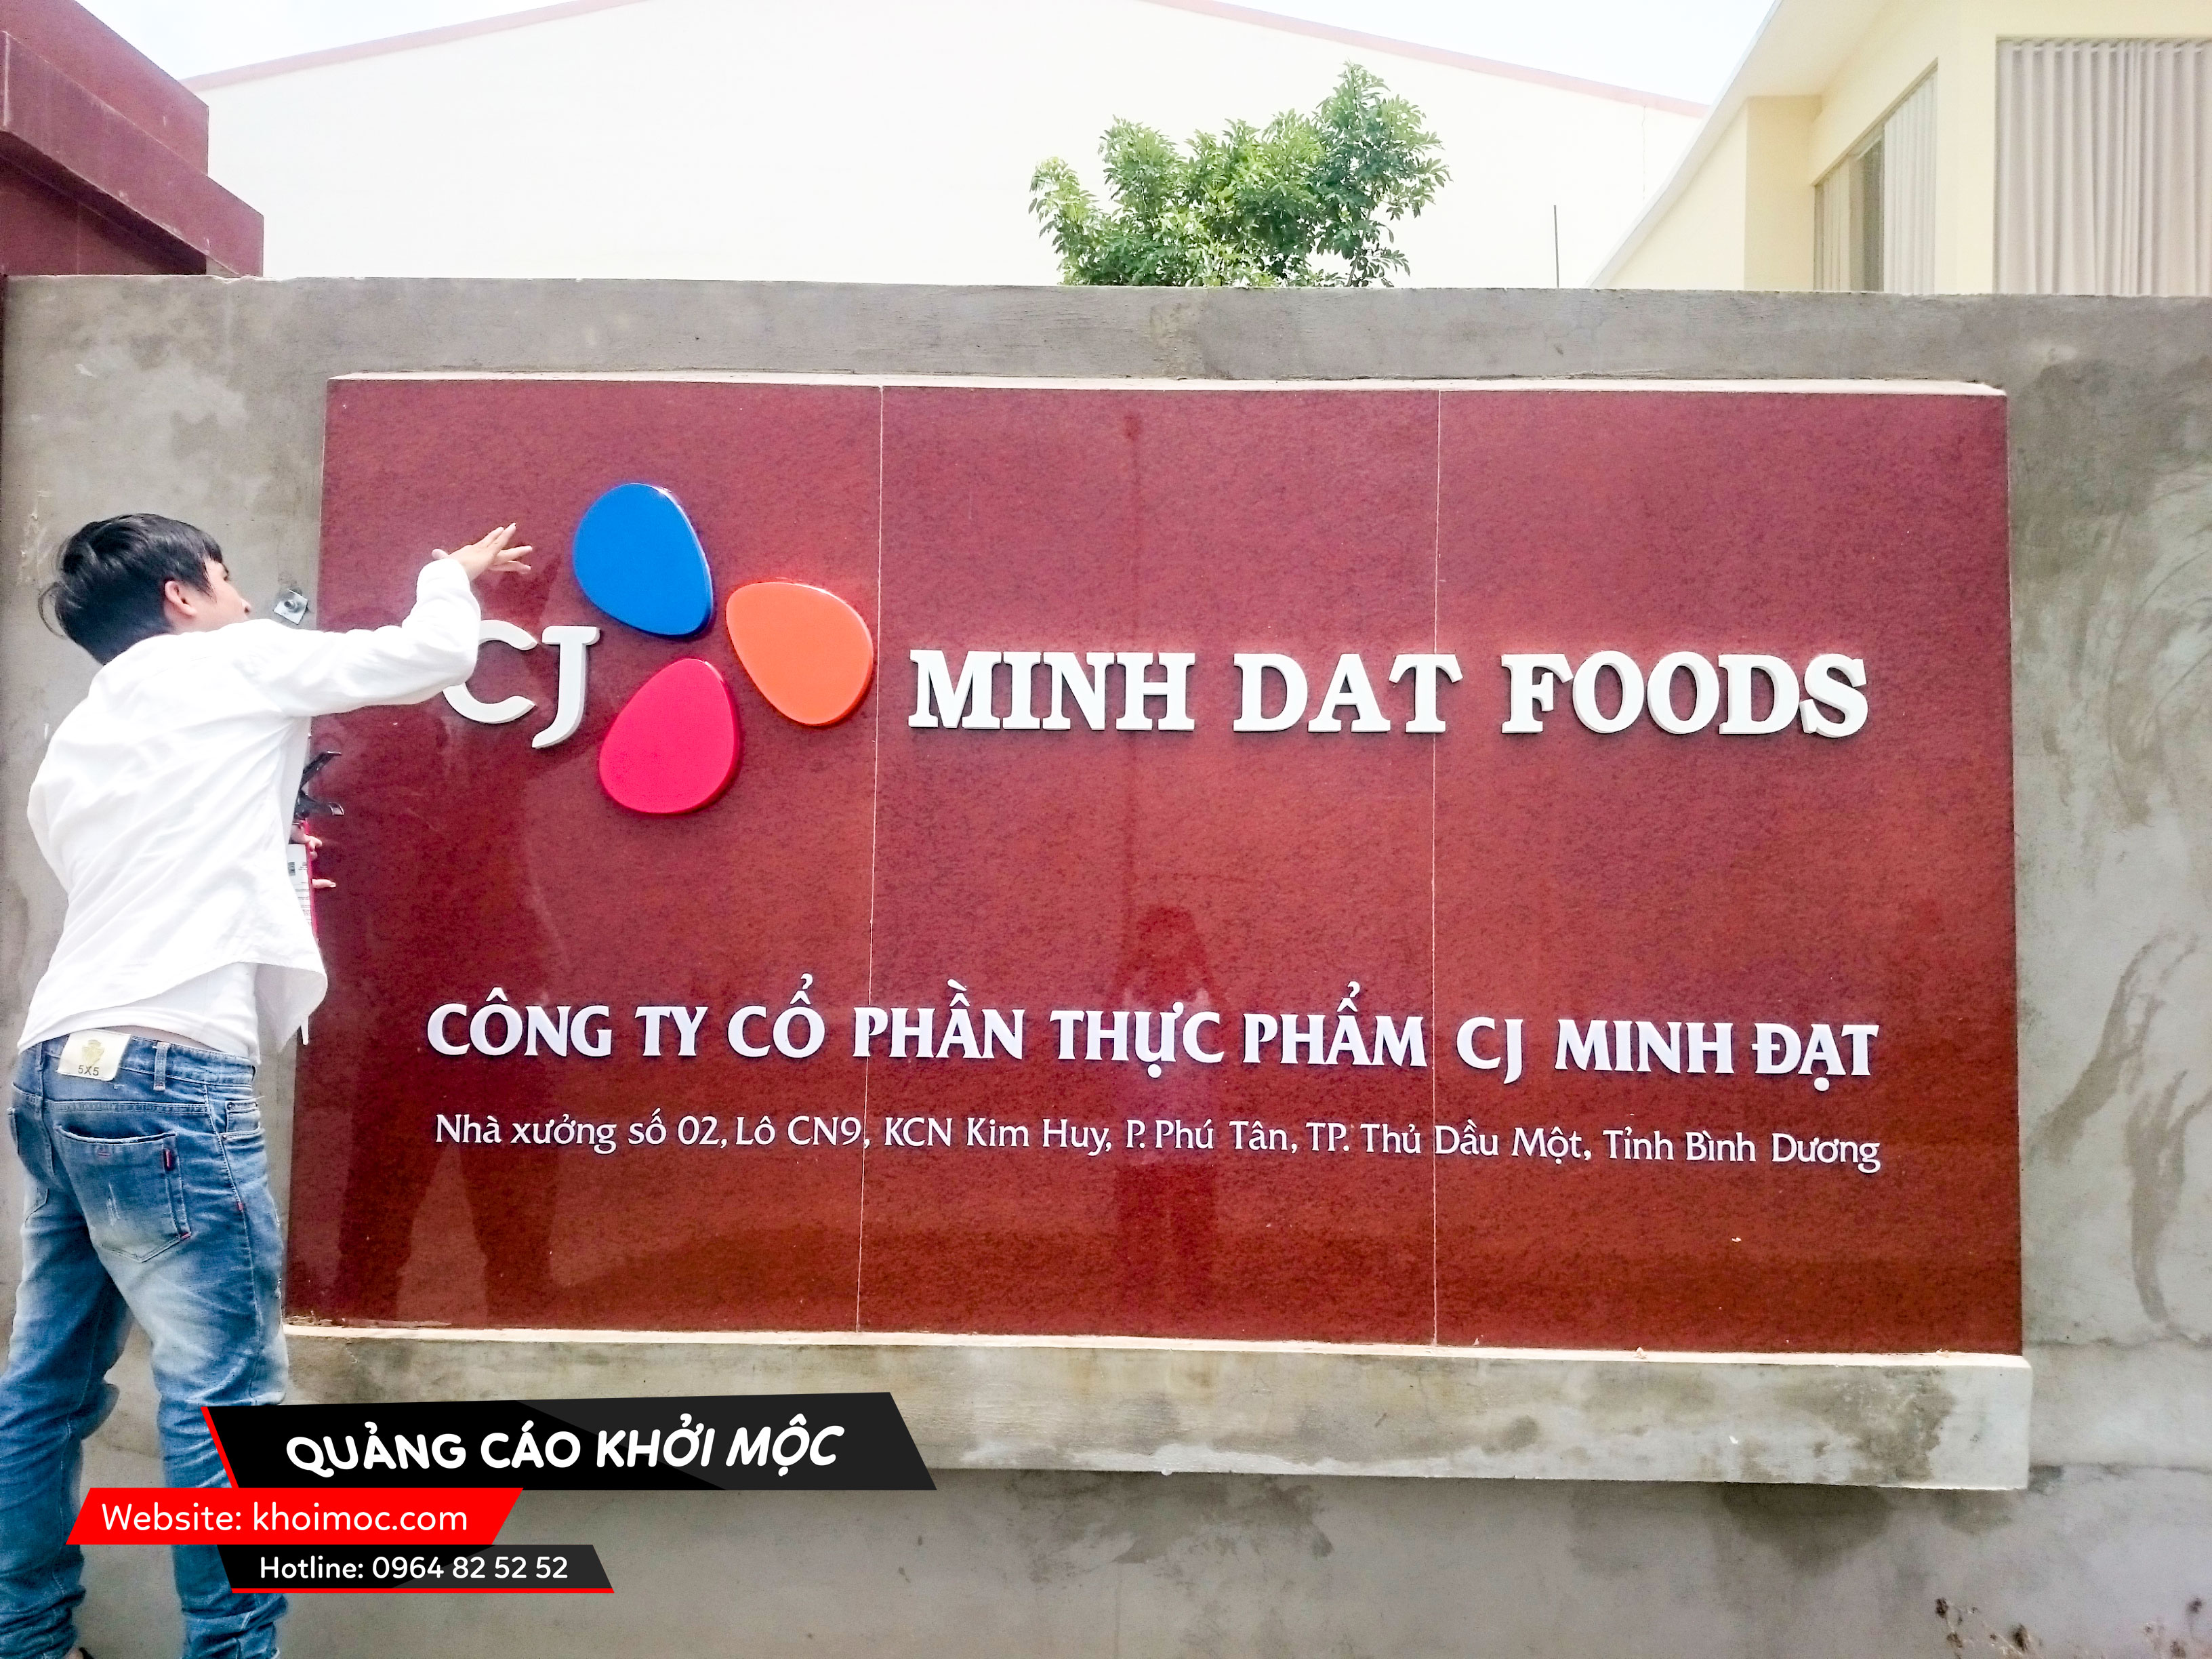 CJ MINH DAT FOODS
CÔNG TY CỔ PHẦN THỰC PHẨM CJ MINH ĐẠT
Nhà xưởng số 02, Lô CN9, KCN Kim Huy, P. Phú Tân, TP. Thủ Dầu Một, Tỉnh Bình Dương
5X5
QUẢNG CÁO KHỞI MỘC
Website: khoimoc.com
Hotline: 0964 82 52 52